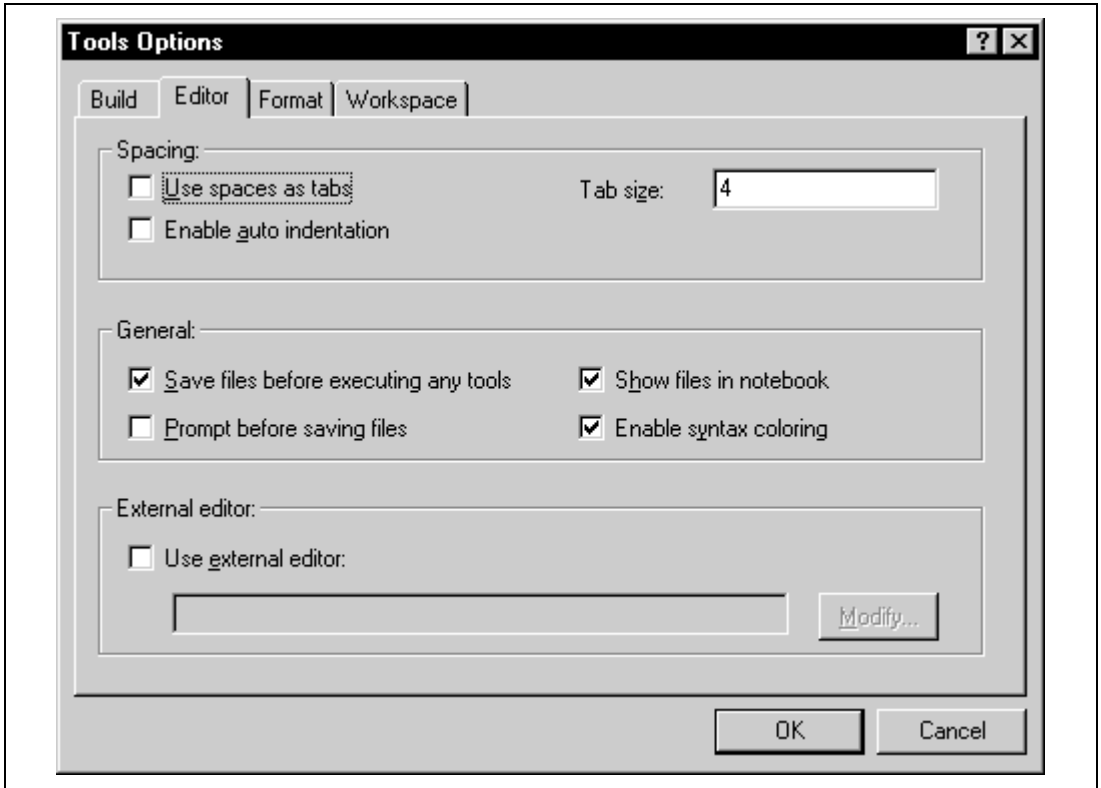 Tools Options
Build Editor Format Workspace
Spacing:
Use spaces as tabs Tab size: 4
Enable auto indentation
General:
Save files before executing any tools Show files in notebook
Prompt before saving files Enable syntax coloring
External editor:
Use external editor:
Modify...
OK Cancel